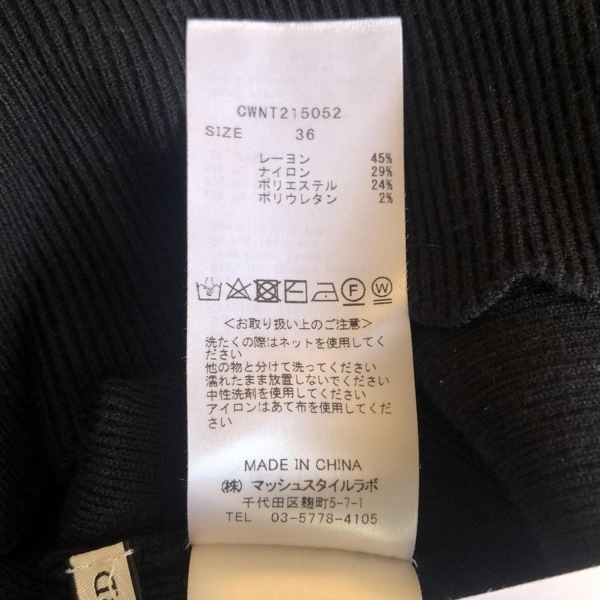 CWNT215052
SIZE 36
レーヨン 45%
ナイロン 29%
ポリエステル 24%
ポリウレタン 2%
F W
<お取り扱い上のご注意>
洗たくの際はネットを使用してく
ださい
他の物と分けて洗ってください
濡れたまま放置しないでください
中性洗剤を使用してください
アイロンはあて布を使用してくだ
さい
MADE IN CHINA
(株) マッシュスタイルラボ
千代田区麹町5-7-1
TEL 03-5778-4105